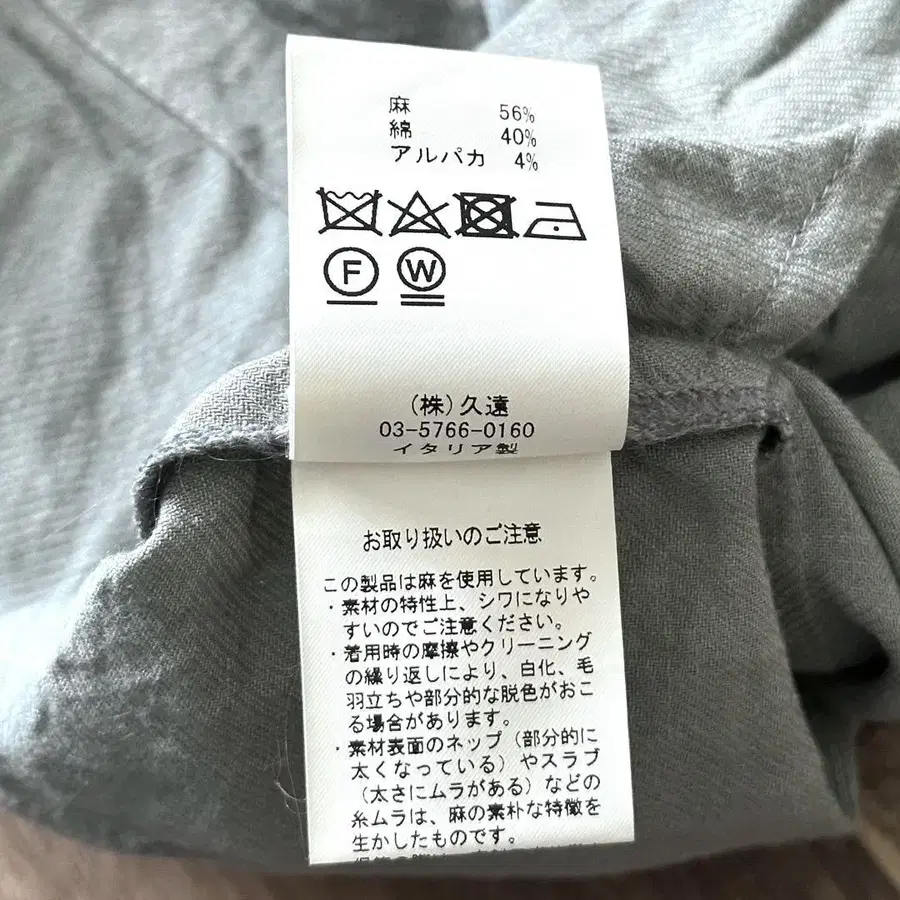 麻 56%
綿 40%
アルパカ 4%
F W
(株)久遠
03-5766-0160
イタリア製
お取り扱いのご注意
この製品は麻を使用しています。
・素材の特性上、シワになりや
すいのでご注意ください。
・着用時の摩擦やクリーニング
の繰り返しにより、白化、毛
羽立ちや部分的な脱色がおこ
る場合があります。
・素材表面のネップ(部分的に
太くなっている)やスラブ
(太さにムラがある)などの
糸ムラは、麻の素朴な特徴を
生かしたものです。